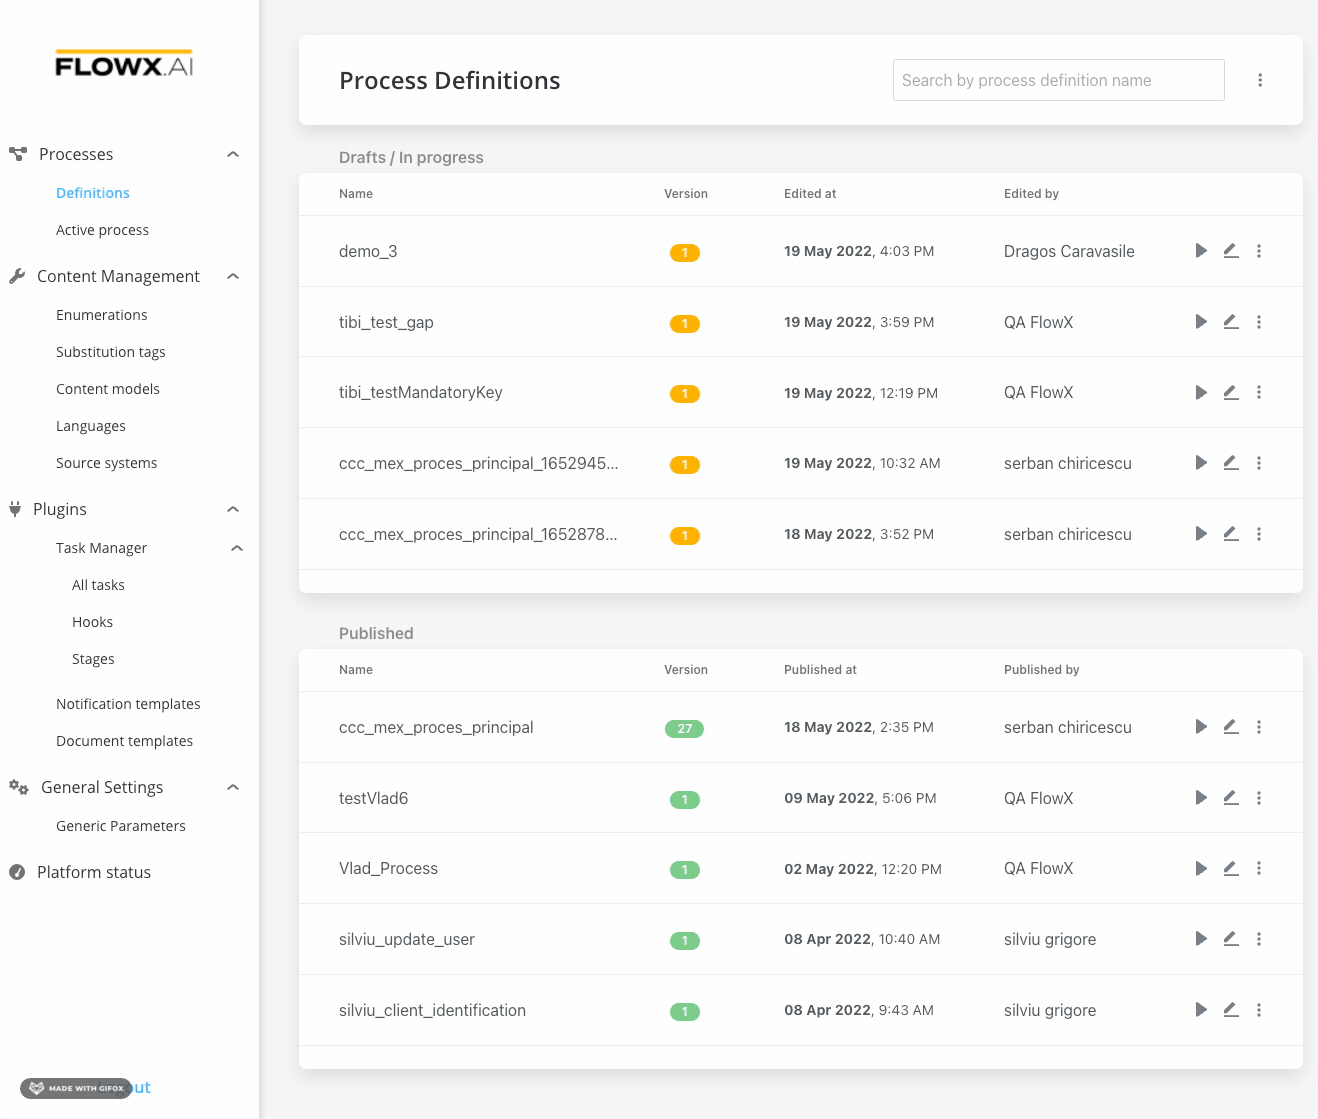 FLOWX.AI
Processes
Definitions
Active process
Content Management
Enumerations
Substitution tags
Content models
Languages
Source systems
Plugins
Task Manager
All tasks
Hooks
Stages
Notification templates
Document templates
General Settings
Generic Parameters
Platform status
MADE WITH GIFOX
Process Definitions
Search by process definition name
Drafts / In progress
Name Version Edited at Edited by
demo_3 1 19 May 2022, 4:03 PM Dragos Caravasile
tibi_test_gap 1 19 May 2022, 3:59 PM QA FlowX
tibi_testMandatoryKey 1 19 May 2022, 12:19 PM QA FlowX
ccc_mex_proces_principal_1652945... 1 19 May 2022, 10:32 AM serban chiricescu
ccc_mex_proces_principal_1652878... 1 18 May 2022, 3:52 PM serban chiricescu
Published
Name Version Published at Published by
ccc_mex_proces_principal 27 18 May 2022, 2:35 PM serban chiricescu
testVlad6 1 09 May 2022, 5:06 PM QA FlowX
Vlad_Process 1 02 May 2022, 12:20 PM QA FlowX
silviu_update_user 1 08 Apr 2022, 10:40 AM silviu grigore
silviu_client_identification 1 08 Apr 2022, 9:43 AM silviu grigore